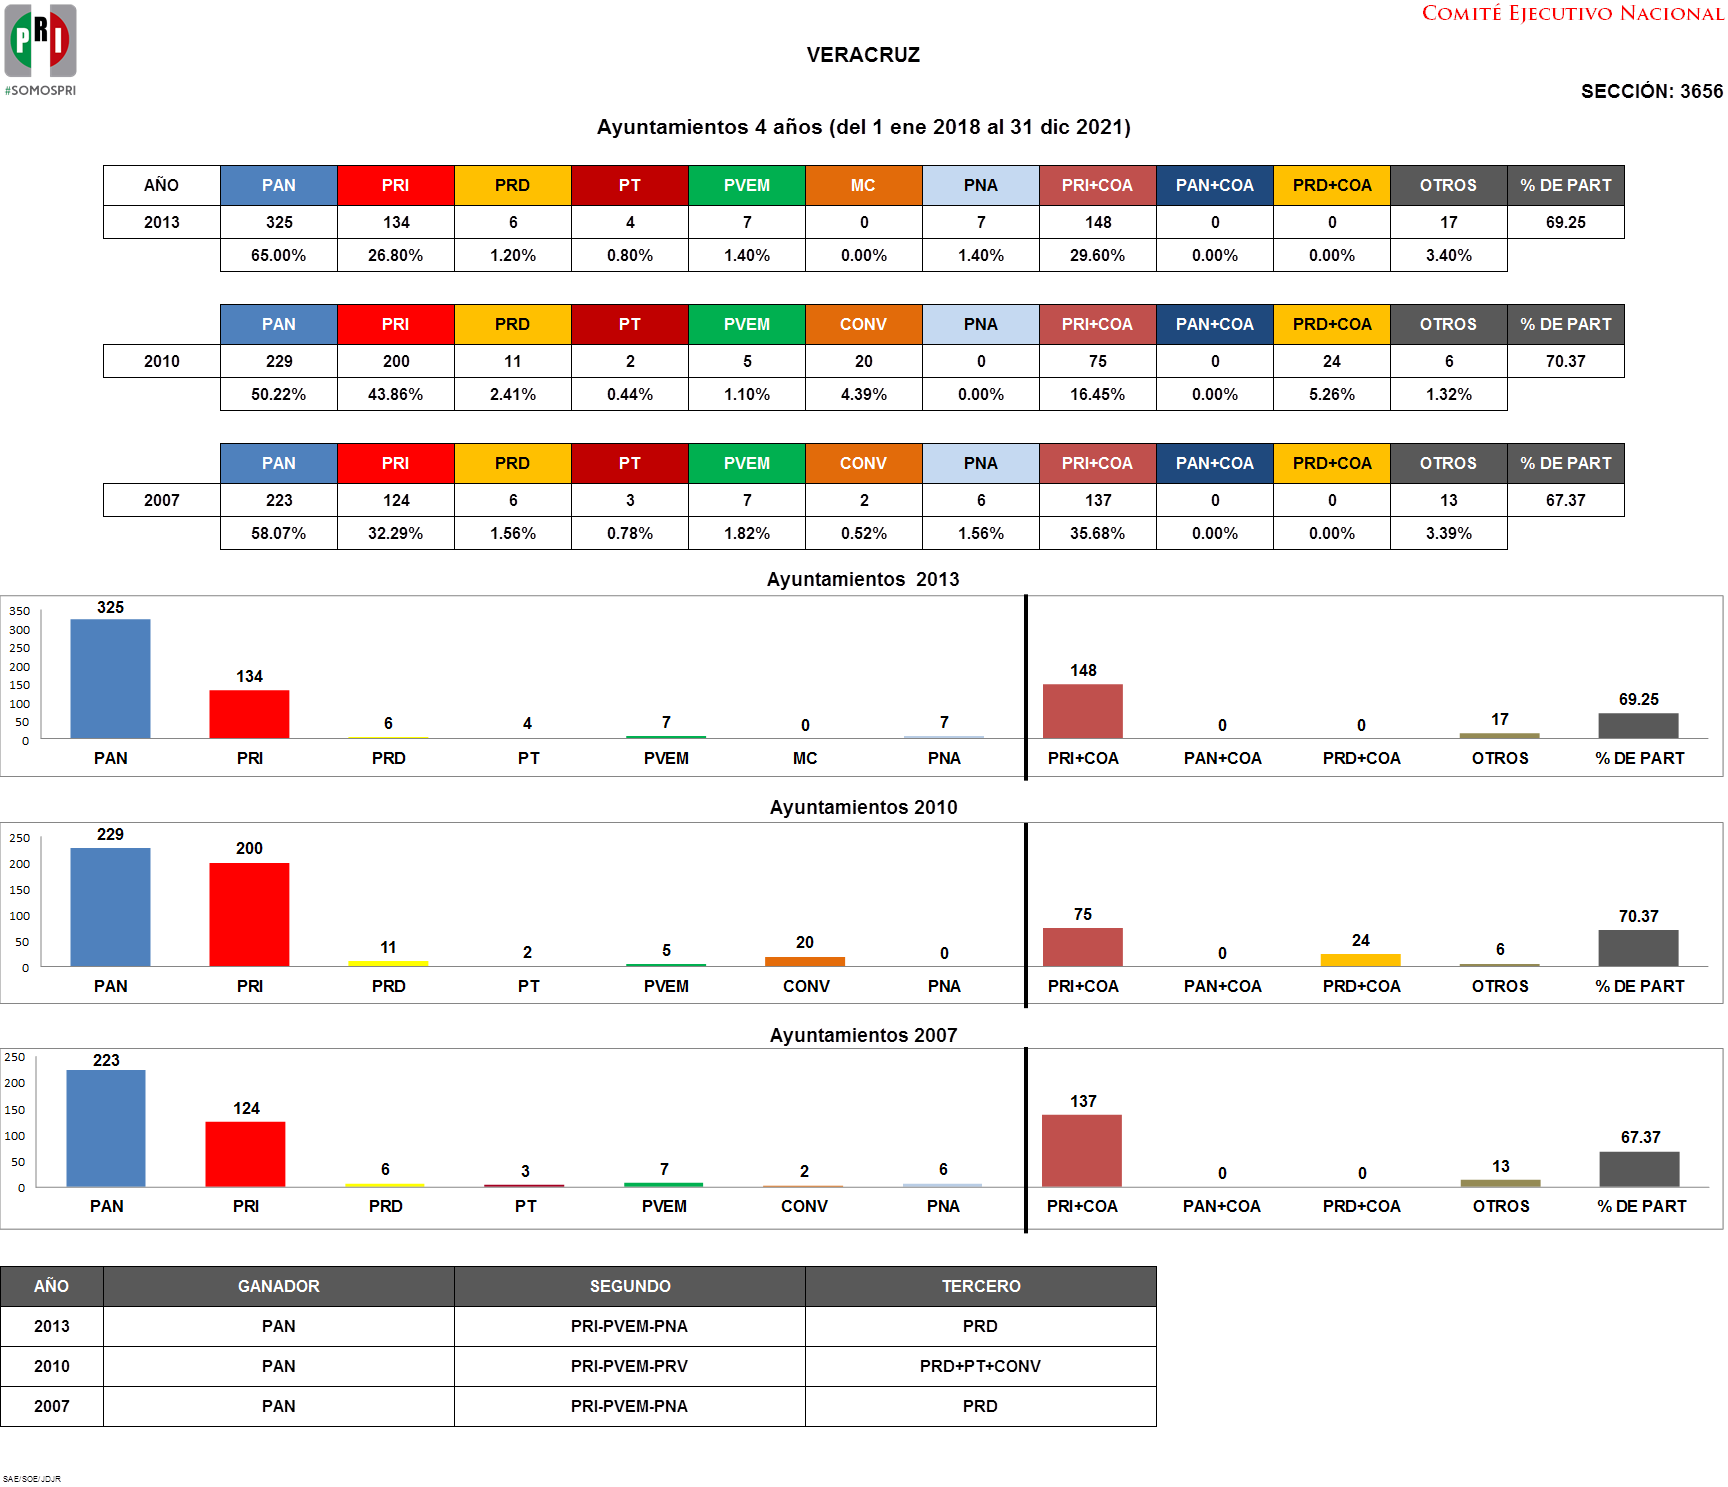 PRI
#SOMOSPRI
COMITÉ EJECUTIVO NACIONAL
VERACRUZ
SECCIÓN: 3656
Ayuntamientos 4 años (del 1 ene 2018 al 31 dic 2021)
AÑO PAN PRI PRD PT PVEM MC PNA PRI+COA PAN+COA PRD+COA OTROS % DE PART
2013 325 134 6 4 7 0 7 148 0 0 17 69.25
65.00% 26.80% 1.20% 0.80% 1.40% 0.00% 1.40% 29.60% 0.00% 0.00% 3.40%
PAN PRI PRD PT PVEM CONV PNA PRI+COA PAN+COA PRD+COA OTROS % DE PART
2010 229 200 11 2 5 20 0 75 0 24 6 70.37
50.22% 43.86% 2.41% 0.44% 1.10% 4.39% 0.00% 16.45% 0.00% 5.26% 1.32%
PAN PRI PRD PT PVEM CONV PNA PRI+COA PAN+COA PRD+COA OTROS % DE PART
2007 223 124 6 3 7 2 6 137 0 0 13 67.37
58.07% 32.29% 1.56% 0.78% 1.82% 0.52% 1.56% 35.68% 0.00% 0.00% 3.39%
Ayuntamientos 2013
350
300
250
200
150
100
50
0
325 134 6 4 7 0 7 148 0 0 17 69.25
PAN PRI PRD PT PVEM MC PNA PRI+COA PAN+COA PRD+COA OTROS % DE PART
Ayuntamientos 2010
250
200
150
100
50
0
229 200 11 2 5 20 0 75 0 24 6 70.37
PAN PRI PRD PT PVEM CONV PNA PRI+COA PAN+COA PRD+COA OTROS % DE PART
Ayuntamientos 2007
250
200
150
100
50
0
223 124 6 3 7 2 6 137 0 0 13 67.37
PAN PRI PRD PT PVEM CONV PNA PRI+COA PAN+COA PRD+COA OTROS % DE PART
AÑO GANADOR SEGUNDO TERCERO
2013 PAN PRI-PVEM-PNA PRD
2010 PAN PRI-PVEM-PRV PRD+PT+CONV
2007 PAN PRI-PVEM-PNA PRD
SAE/SOE/JDJR